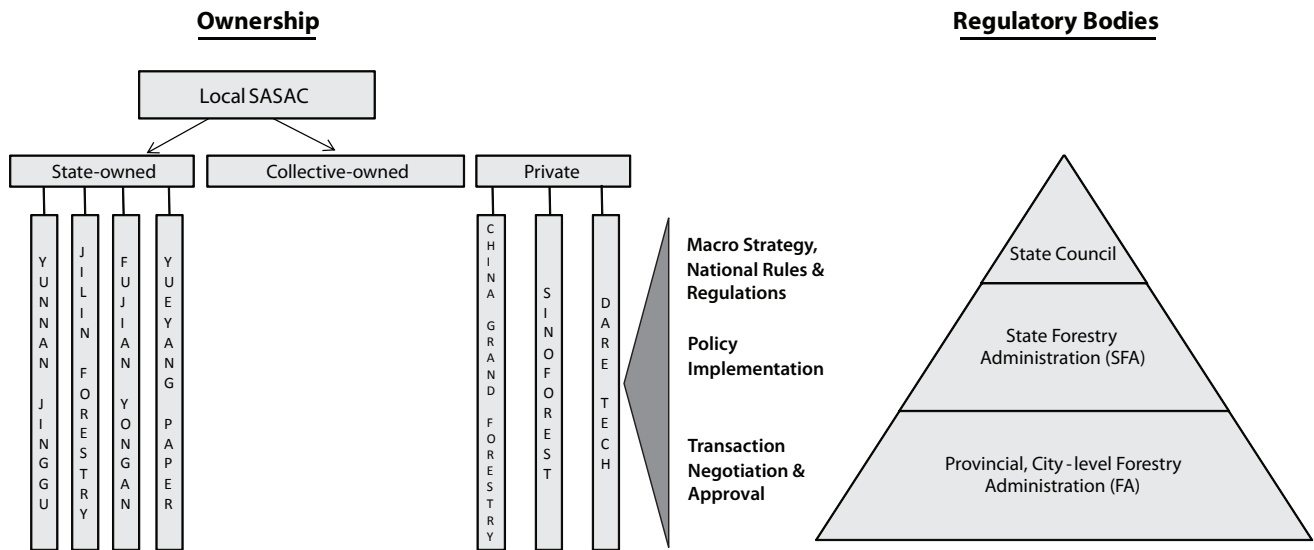 Ownership
Regulatory Bodies
Local SASAC
State-owned
Collective-owned
Private
YUNNAN JINGGU
JILIN FORESTRY
FUJIAN YONGAN
YUEYANG PAPER
CHINA GRAND FORESTRY
SINOFOREST
DARE TECH
Macro Strategy,
National Rules &
Regulations
Policy
Implementation
Transaction
Negotiation &
Approval
State Council
State Forestry
Administration (SFA)
Provincial, City-level Forestry
Administration (FA)